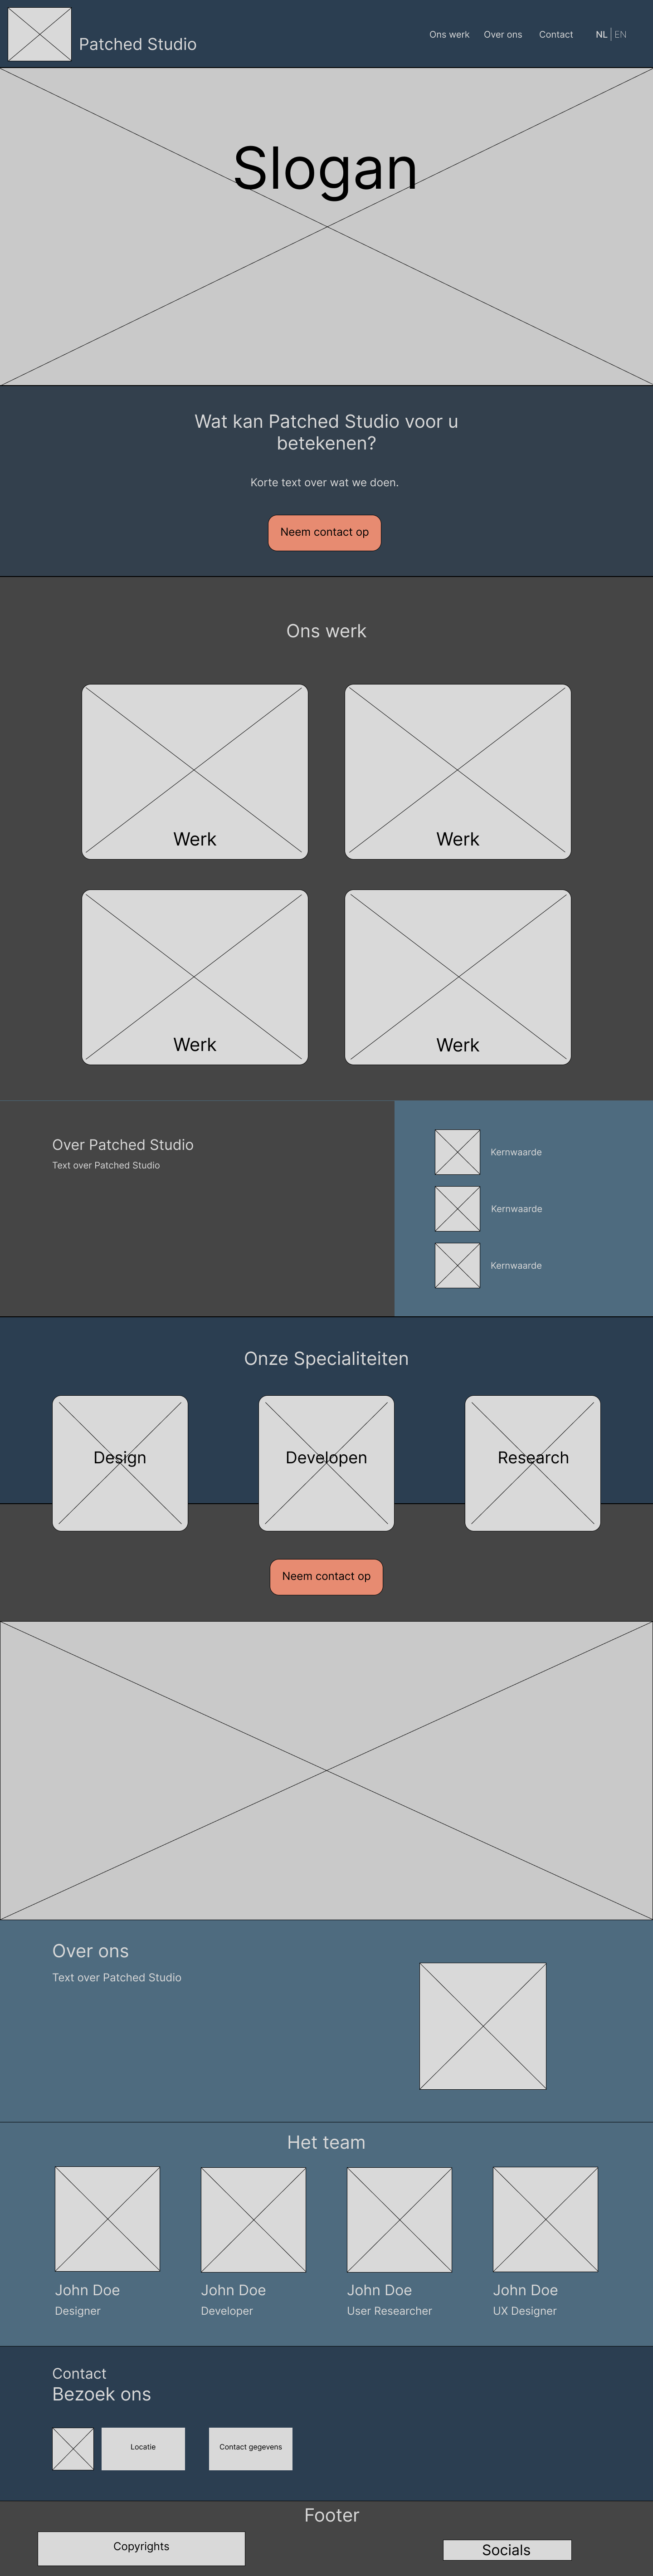 Patched Studio
Ons werk
Over ons
Contact
NL | EN
Slogan
Wat kan Patched Studio voor u
betekenen?
Korte text over wat we doen.
Neem contact op
Ons werk
Werk
Werk
Werk
Werk
Over Patched Studio
Text over Patched Studio
Kernwaarde
Kernwaarde
Kernwaarde
Onze Specialiteiten
Design
Developen
Research
Neem contact op
Over ons
Text over Patched Studio
Het team
John Doe
Designer
John Doe
Developer
John Doe
User Researcher
John Doe
UX Designer
Contact
Bezoek ons
Locatie
Contact gegevens
Footer
Copyrights
Socials